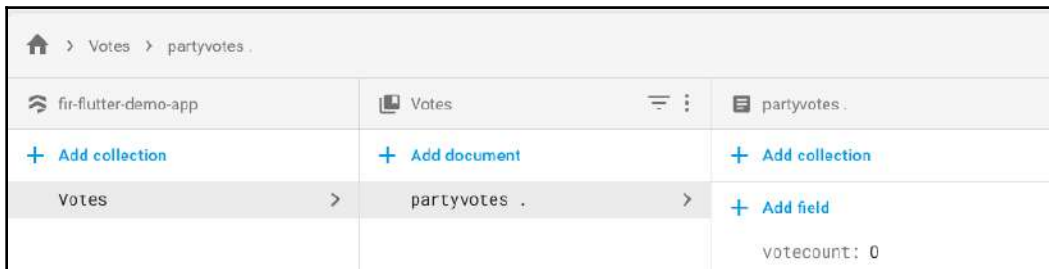 > Votes > partyvotes .
fir-flutter-demo-app
Votes
partyvotes .
+ Add collection
+ Add document
+ Add collection
Votes >
partyvotes . >
+ Add field
votecount: 0